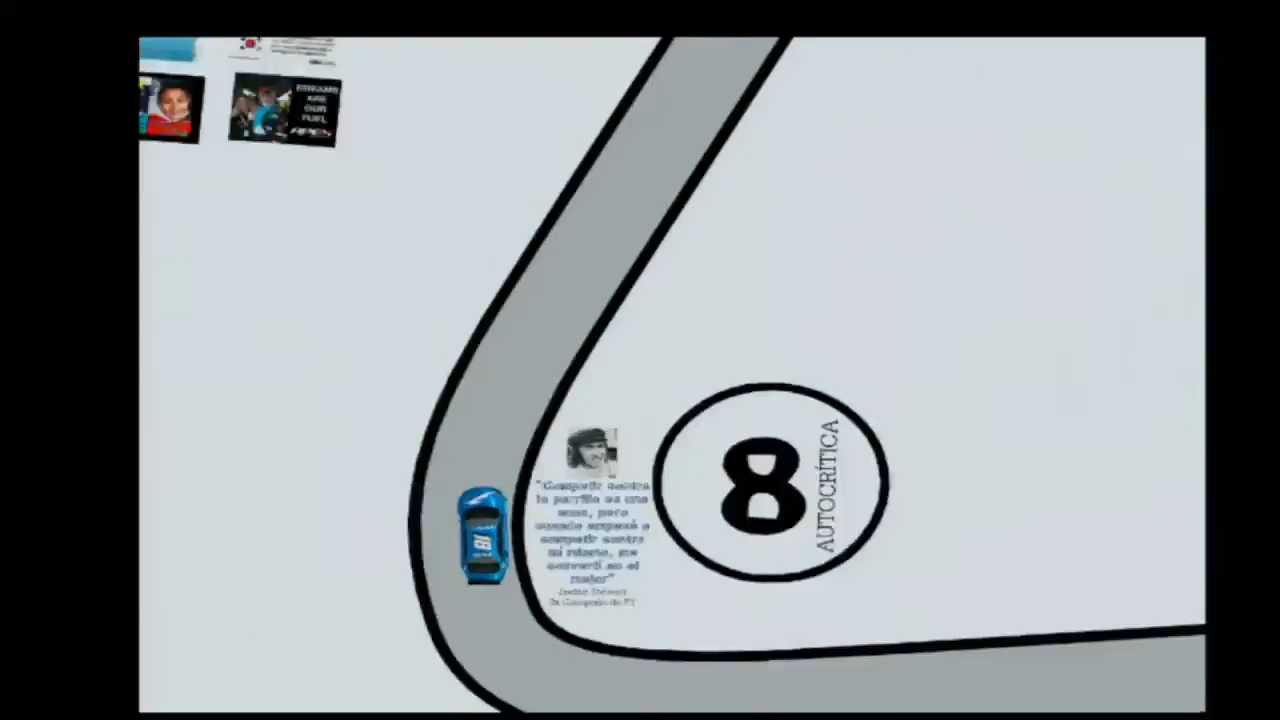 DREAMS
ARE
OUR
FUEL
8
AUTOCRÍTICA
"Competir contra
la parrilla es una
cosa, pero
cuando empecé a
competir contra
mí mismo, me
convertí en el
mejor"
Jackie Stewart
3x Campeón de F1
18